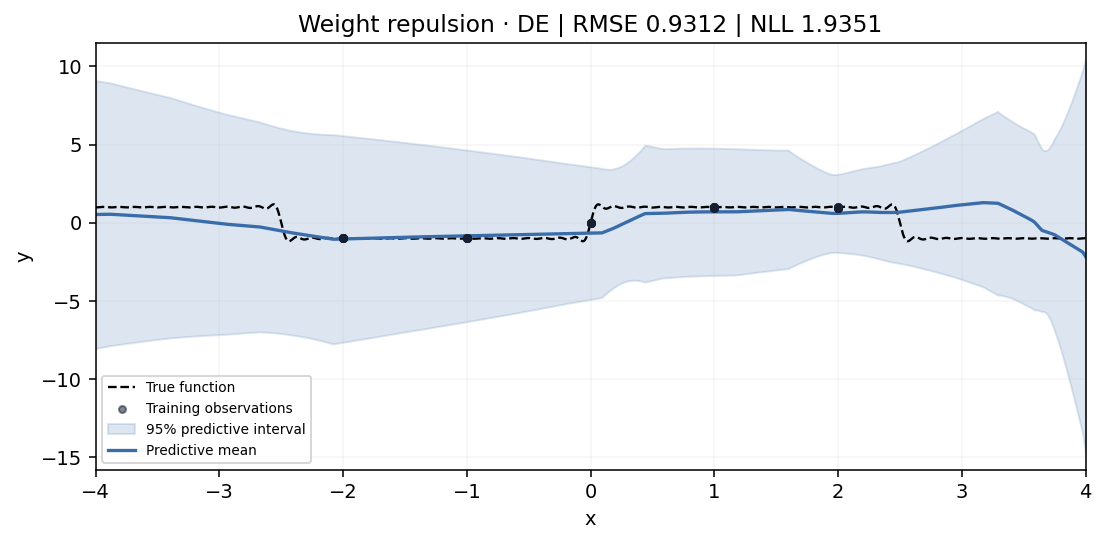 Weight repulsion · DE | RMSE 0.9312 | NLL 1.9351
10
5
0
−5
−10
−15
y
True function
Training observations
95% predictive interval
Predictive mean
−4
−3
−2
−1
0
1
2
3
4
x